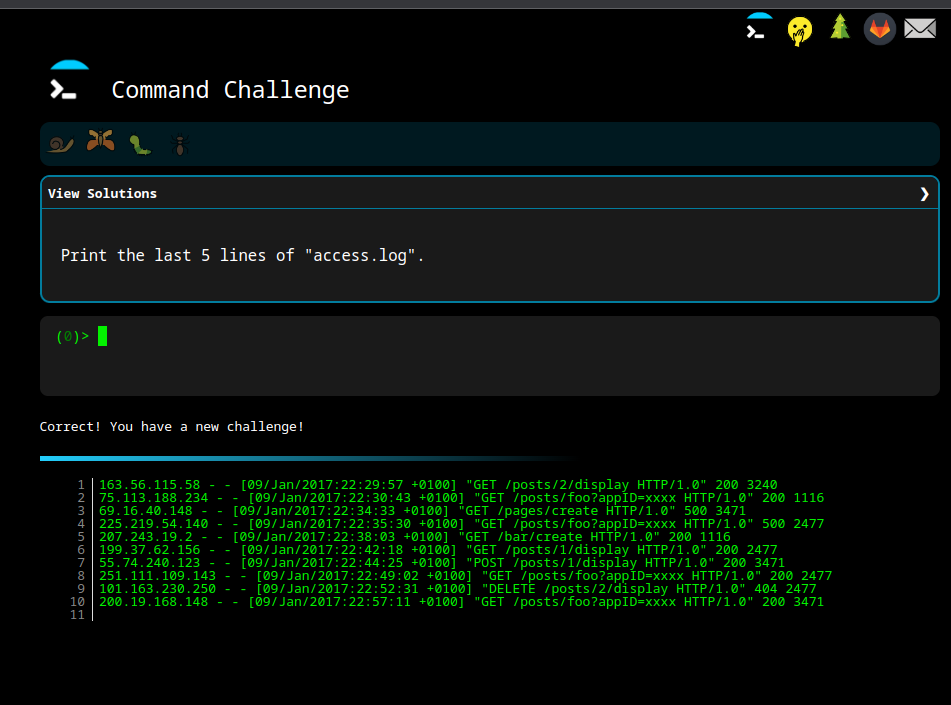 Command Challenge
View Solutions ❯
Print the last 5 lines of "access.log".
(0)>
Correct! You have a new challenge!
1 163.56.115.58 - - [09/Jan/2017:22:29:57 +0100] "GET /posts/2/display HTTP/1.0" 200 3240
2 75.113.188.234 - - [09/Jan/2017:22:30:43 +0100] "GET /posts/foo?appID=xxxx HTTP/1.0" 200 1116
3 69.16.40.148 - - [09/Jan/2017:22:34:33 +0100] "GET /pages/create HTTP/1.0" 500 3471
4 225.219.54.140 - - [09/Jan/2017:22:35:30 +0100] "GET /posts/foo?appID=xxxx HTTP/1.0" 500 2477
5 207.243.19.2 - - [09/Jan/2017:22:38:03 +0100] "GET /bar/create HTTP/1.0" 200 1116
6 199.37.62.156 - - [09/Jan/2017:22:42:18 +0100] "GET /posts/1/display HTTP/1.0" 200 2477
7 55.74.240.123 - - [09/Jan/2017:22:44:25 +0100] "POST /posts/1/display HTTP/1.0" 200 3471
8 251.111.109.143 - - [09/Jan/2017:22:49:02 +0100] "GET /posts/foo?appID=xxxx HTTP/1.0" 200 2477
9 101.163.230.250 - - [09/Jan/2017:22:52:31 +0100] "DELETE /posts/2/display HTTP/1.0" 404 2477
10 200.19.168.148 - - [09/Jan/2017:22:57:11 +0100] "GET /posts/foo?appID=xxxx HTTP/1.0" 200 3471
11